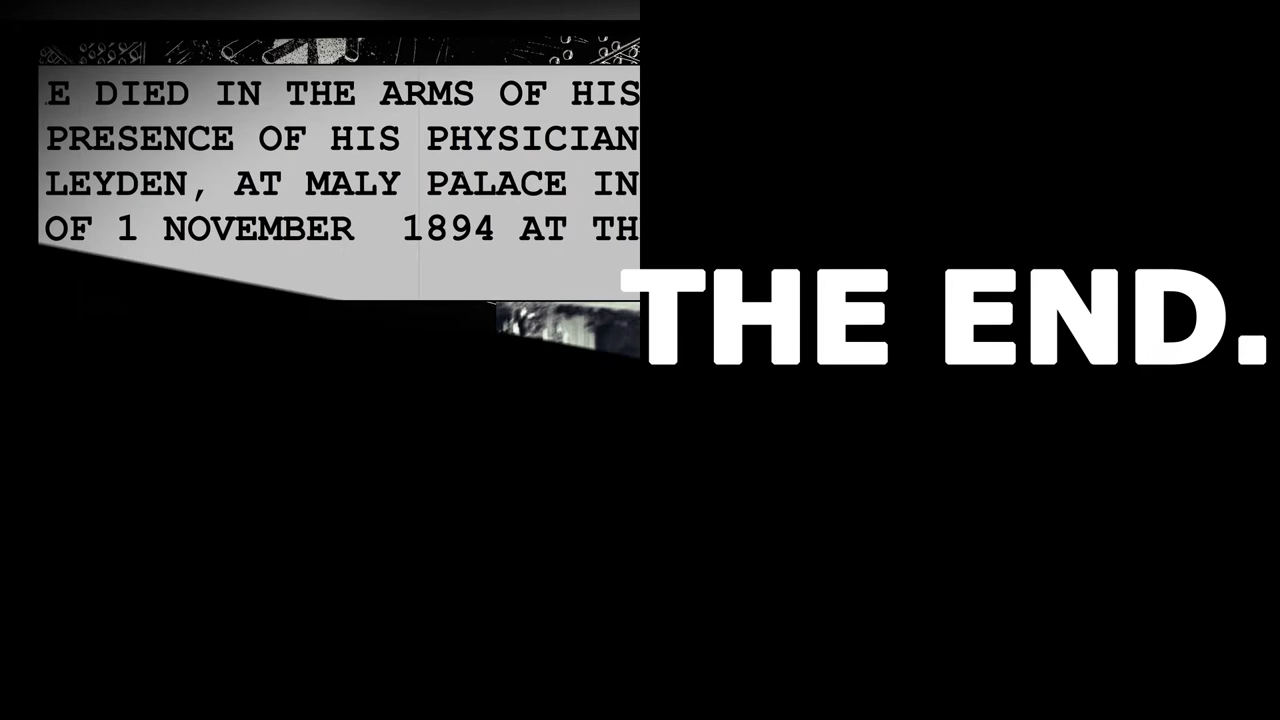 E DIED IN THE ARMS OF HIS
PRESENCE OF HIS PHYSICIAN
LEYDEN, AT MALY PALACE IN
OF 1 NOVEMBER 1894 AT TH
THE END.